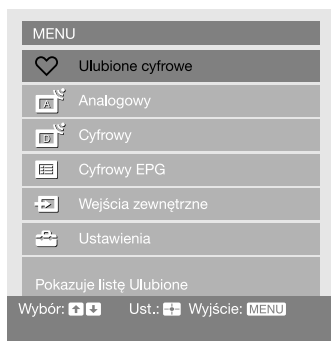 MENU
Ulubione cyfrowe
A Analogowy
D Cyfrowy
Cyfrowy EPG
Wejścia zewnętrzne
Ustawienia
Pokazuje listę Ulubione
Wybór: Ust.: Wyjście: MENU